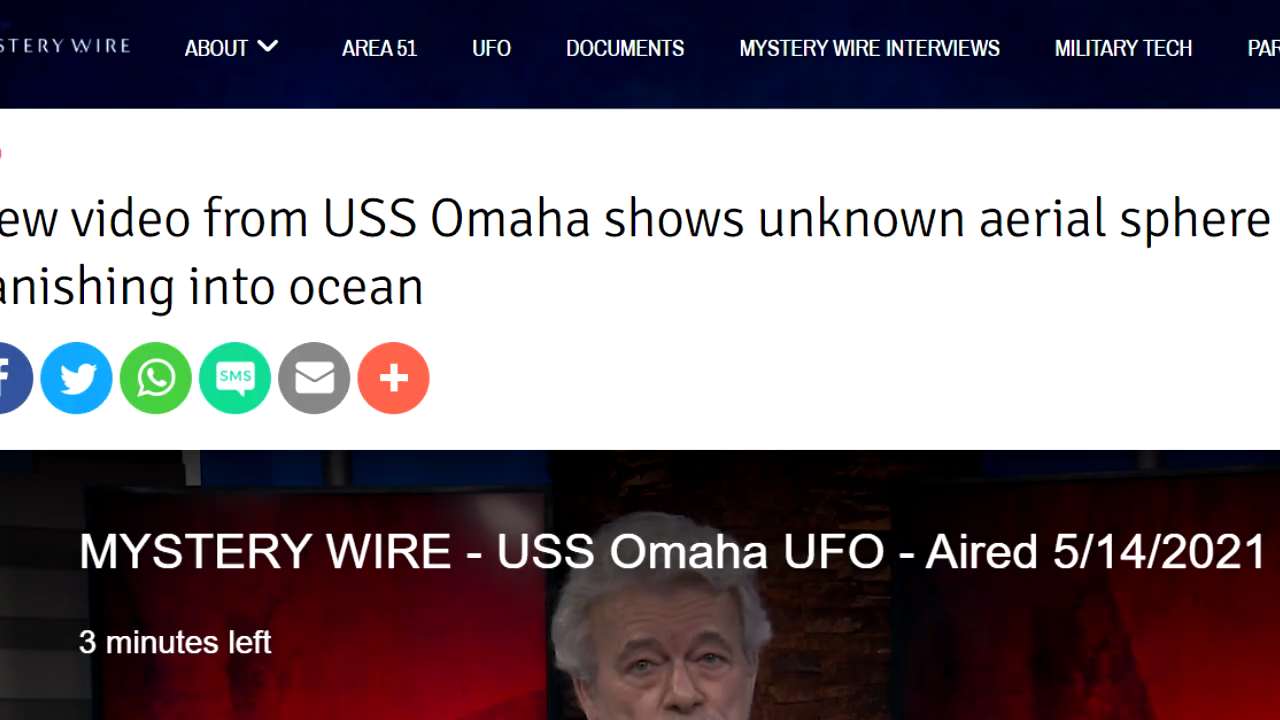 STERY WIRE ABOUT AREA 51 UFO DOCUMENTS MYSTERY WIRE INTERVIEWS MILITARY TECH PAR
ew video from USS Omaha shows unknown aerial sphere
anishing into ocean
f SMS
MYSTERY WIRE - USS Omaha UFO - Aired 5/14/2021
3 minutes left